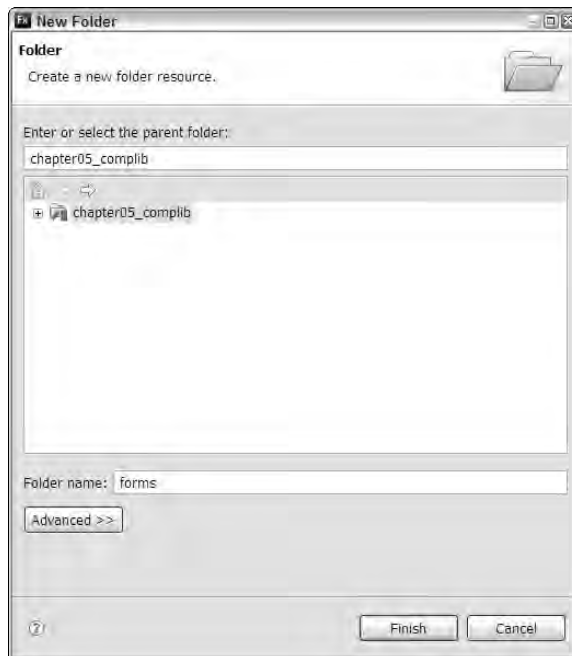 Fx New Folder
Folder
Create a new folder resource.
Enter or select the parent folder:
chapter05_complib
chapter05_complib
Folder name: forms
Advanced >>
Finish Cancel